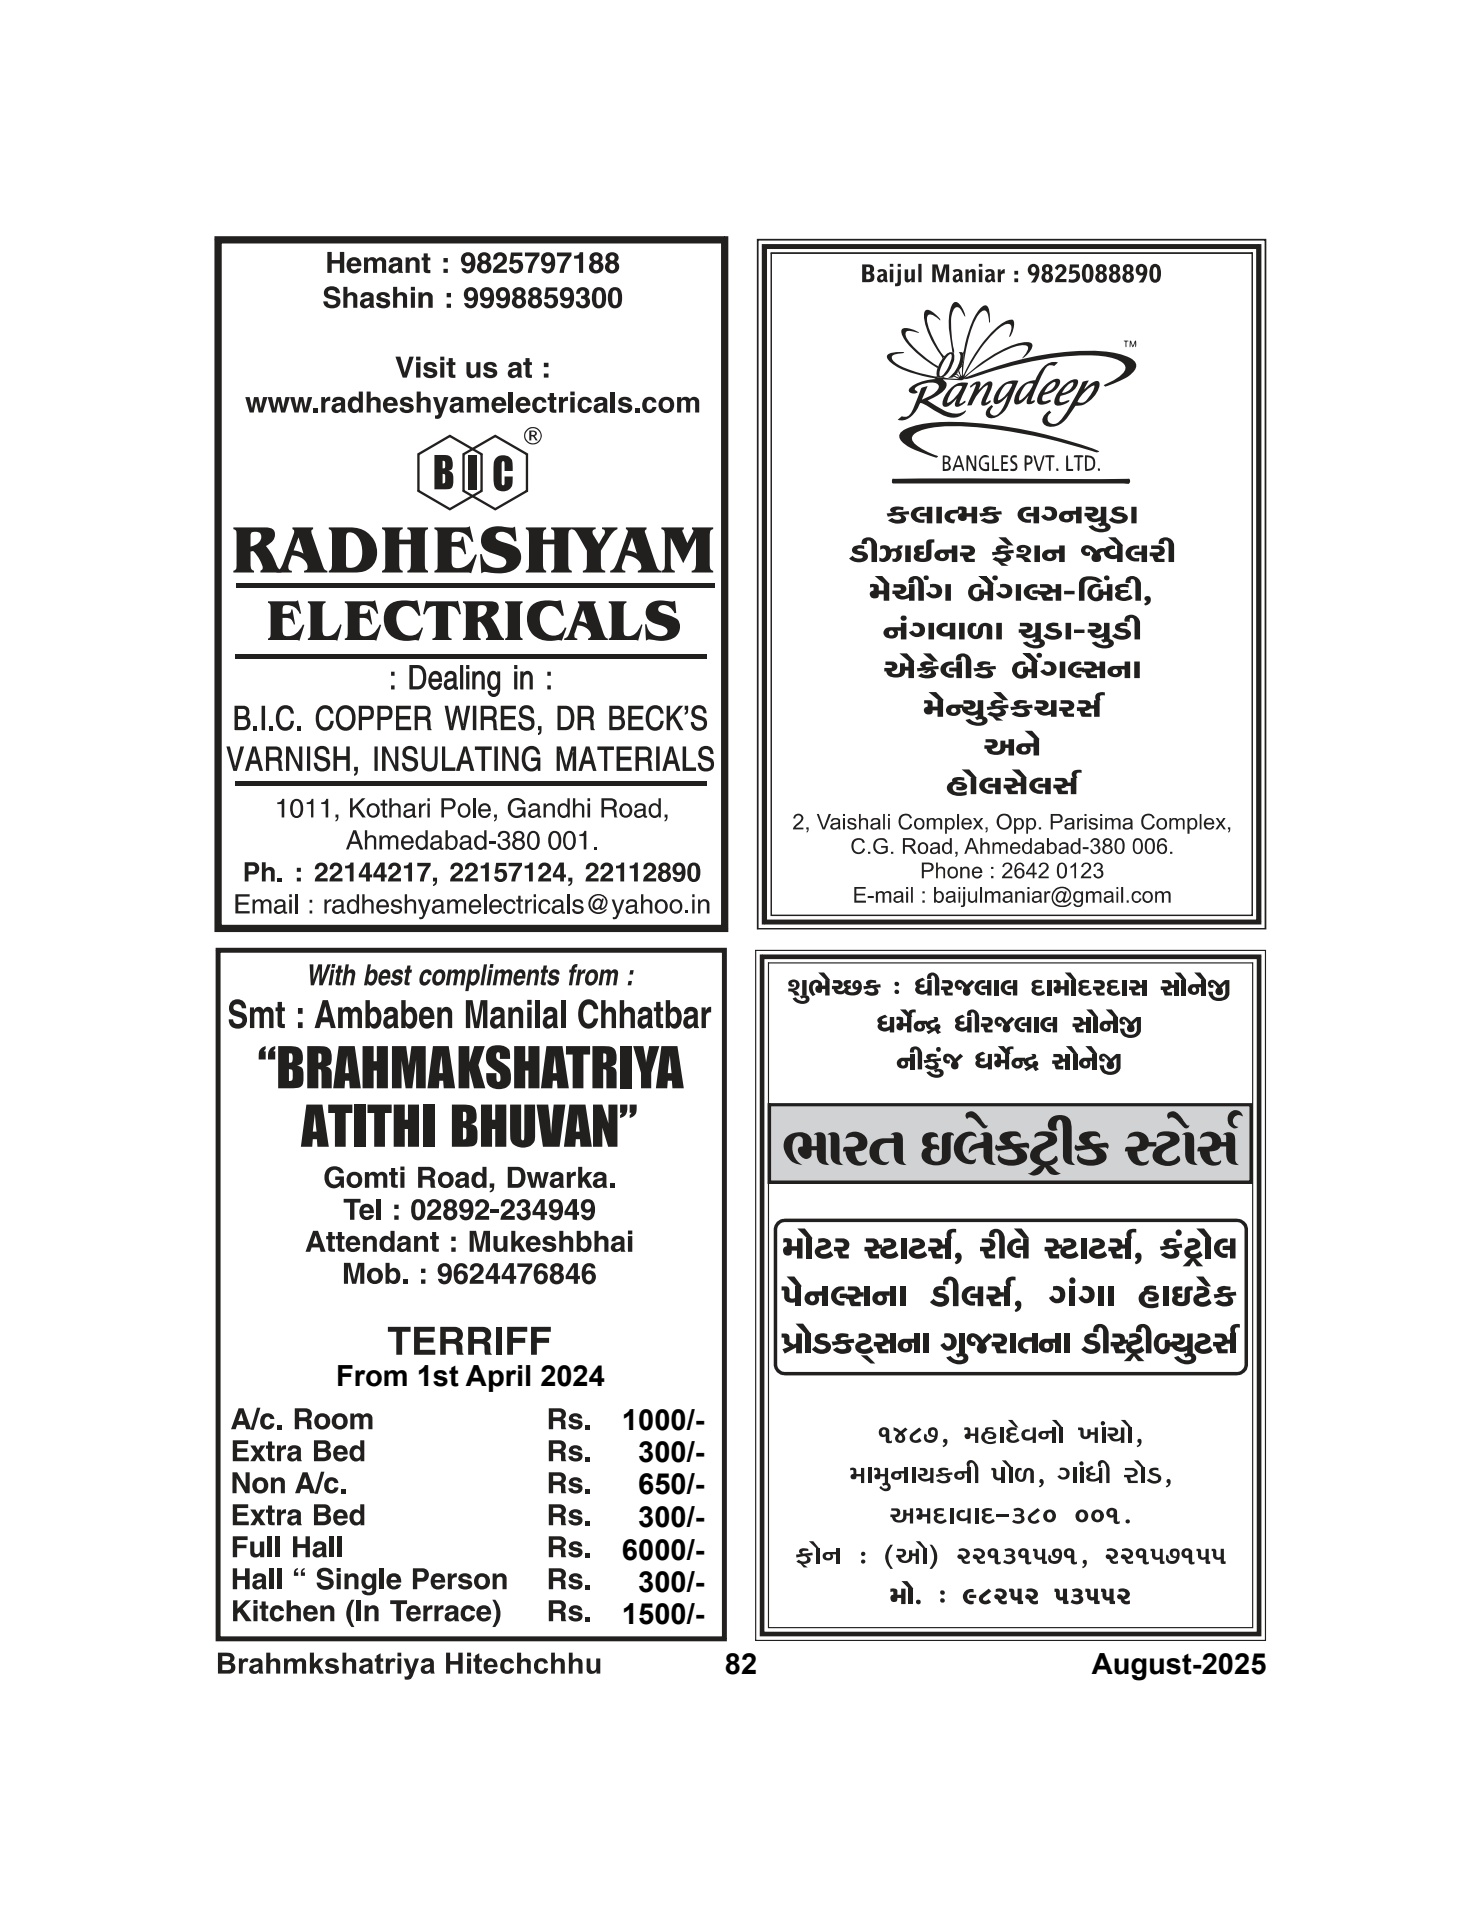 Hemant : 9825797188
Shashin : 9998859300
Visit us at :
www.radheshyamelectricals.com
BIC ®
RADHESHYAM
ELECTRICALS
: Dealing in :
B.I.C. COPPER WIRES, DR BECK'S
VARNISH, INSULATING MATERIALS
1011, Kothari Pole, Gandhi Road,
Ahmedabad-380 001.
Ph. : 22144217, 22157124, 22112890
Email : radheshyamelectricals@yahoo.in
Baijul Maniar : 9825088890
Rangdeep ™
BANGLES PVT. LTD.
કલાત્મક લગ્નચુડા
ડીઝાઈનર ફેશન જ્વેલરી
મેચીંગ બેંગલ્સ-બિંદી,
નંગવાળા ચુડા-ચુડી
એક્રેલીક બેંગલ્સના
મેન્યુફેકચરર્સ
અને
હોલસેલર્સ
2, Vaishali Complex, Opp. Parisima Complex,
C.G. Road, Ahmedabad-380 006.
Phone : 2642 0123
E-mail : baijulmaniar@gmail.com
With best compliments from :
Smt : Ambaben Manilal Chhatbar
“BRAHMAKSHATRIYA
ATITHI BHUVAN”
Gomti Road, Dwarka.
Tel : 02892-234949
Attendant : Mukeshbhai
Mob. : 9624476846
TERRIFF
From 1st April 2024
A/c. Room Rs. 1000/-
Extra Bed Rs. 300/-
Non A/c. Rs. 650/-
Extra Bed Rs. 300/-
Full Hall Rs. 6000/-
Hall “ Single Person Rs. 300/-
Kitchen (In Terrace) Rs. 1500/-
શુભેચ્છક : ધીરજલાલ દામોદરદાસ સોનેજી
ધર્મેન્દ્ર ધીરજલાલ સોનેજી
નીકુંજ ધર્મેન્દ્ર સોનેજી
ભારત ઇલેક્ટ્રીક સ્ટોર્સ
મોટર સ્ટાટર્સ, રીલે સ્ટાટર્સ, કંટ્રોલ
પેનલ્સના ડીલર્સ, ગંગા હાઇટેક
પ્રોડકટ્સના ગુજરાતના ડીસ્ટ્રીબ્યુટર્સ
૧૪૮૭, મહાદેવનો ખાંચો,
મામુનાયકની પોળ, ગાંધી રોડ,
અમદાવાદ-૩૮૦ ૦૦૧.
ફોન : (ઓ) ૨૨૧૩૧૫૭૧, ૨૨૧૫૭૧૫૫
મો. : ૯૮૨૫૨ ૫૩૫૫૨
Brahmkshatriya Hitechchhu 82 August-2025